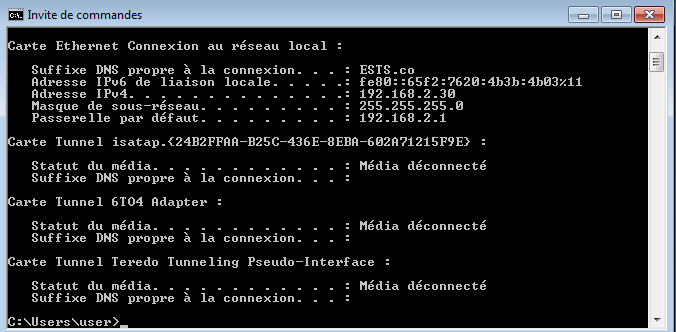 Invite de commandes
Carte Ethernet Connexion au réseau local :
Suffixe DNS propre à la connexion. . . : ESTS.co
Adresse IPv6 de liaison locale. . . . .: fe80::65f2:7620:4b3b:4b03%11
Adresse IPv4. . . . . . . . . . . . . .: 192.168.2.30
Masque de sous-réseau. . . . . . . . . : 255.255.255.0
Passerelle par défaut. . . . . . . . . : 192.168.2.1
Carte Tunnel isatap.{24B2FFAA-B25C-436E-8EBA-602A71215F9E} :
Statut du média. . . . . . . . . . . . : Média déconnecté
Suffixe DNS propre à la connexion. . . :
Carte Tunnel 6TO4 Adapter :
Statut du média. . . . . . . . . . . . : Média déconnecté
Suffixe DNS propre à la connexion. . . :
Carte Tunnel Teredo Tunneling Pseudo-Interface :
Statut du média. . . . . . . . . . . . : Média déconnecté
Suffixe DNS propre à la connexion. . . :
C:\Users\user>_